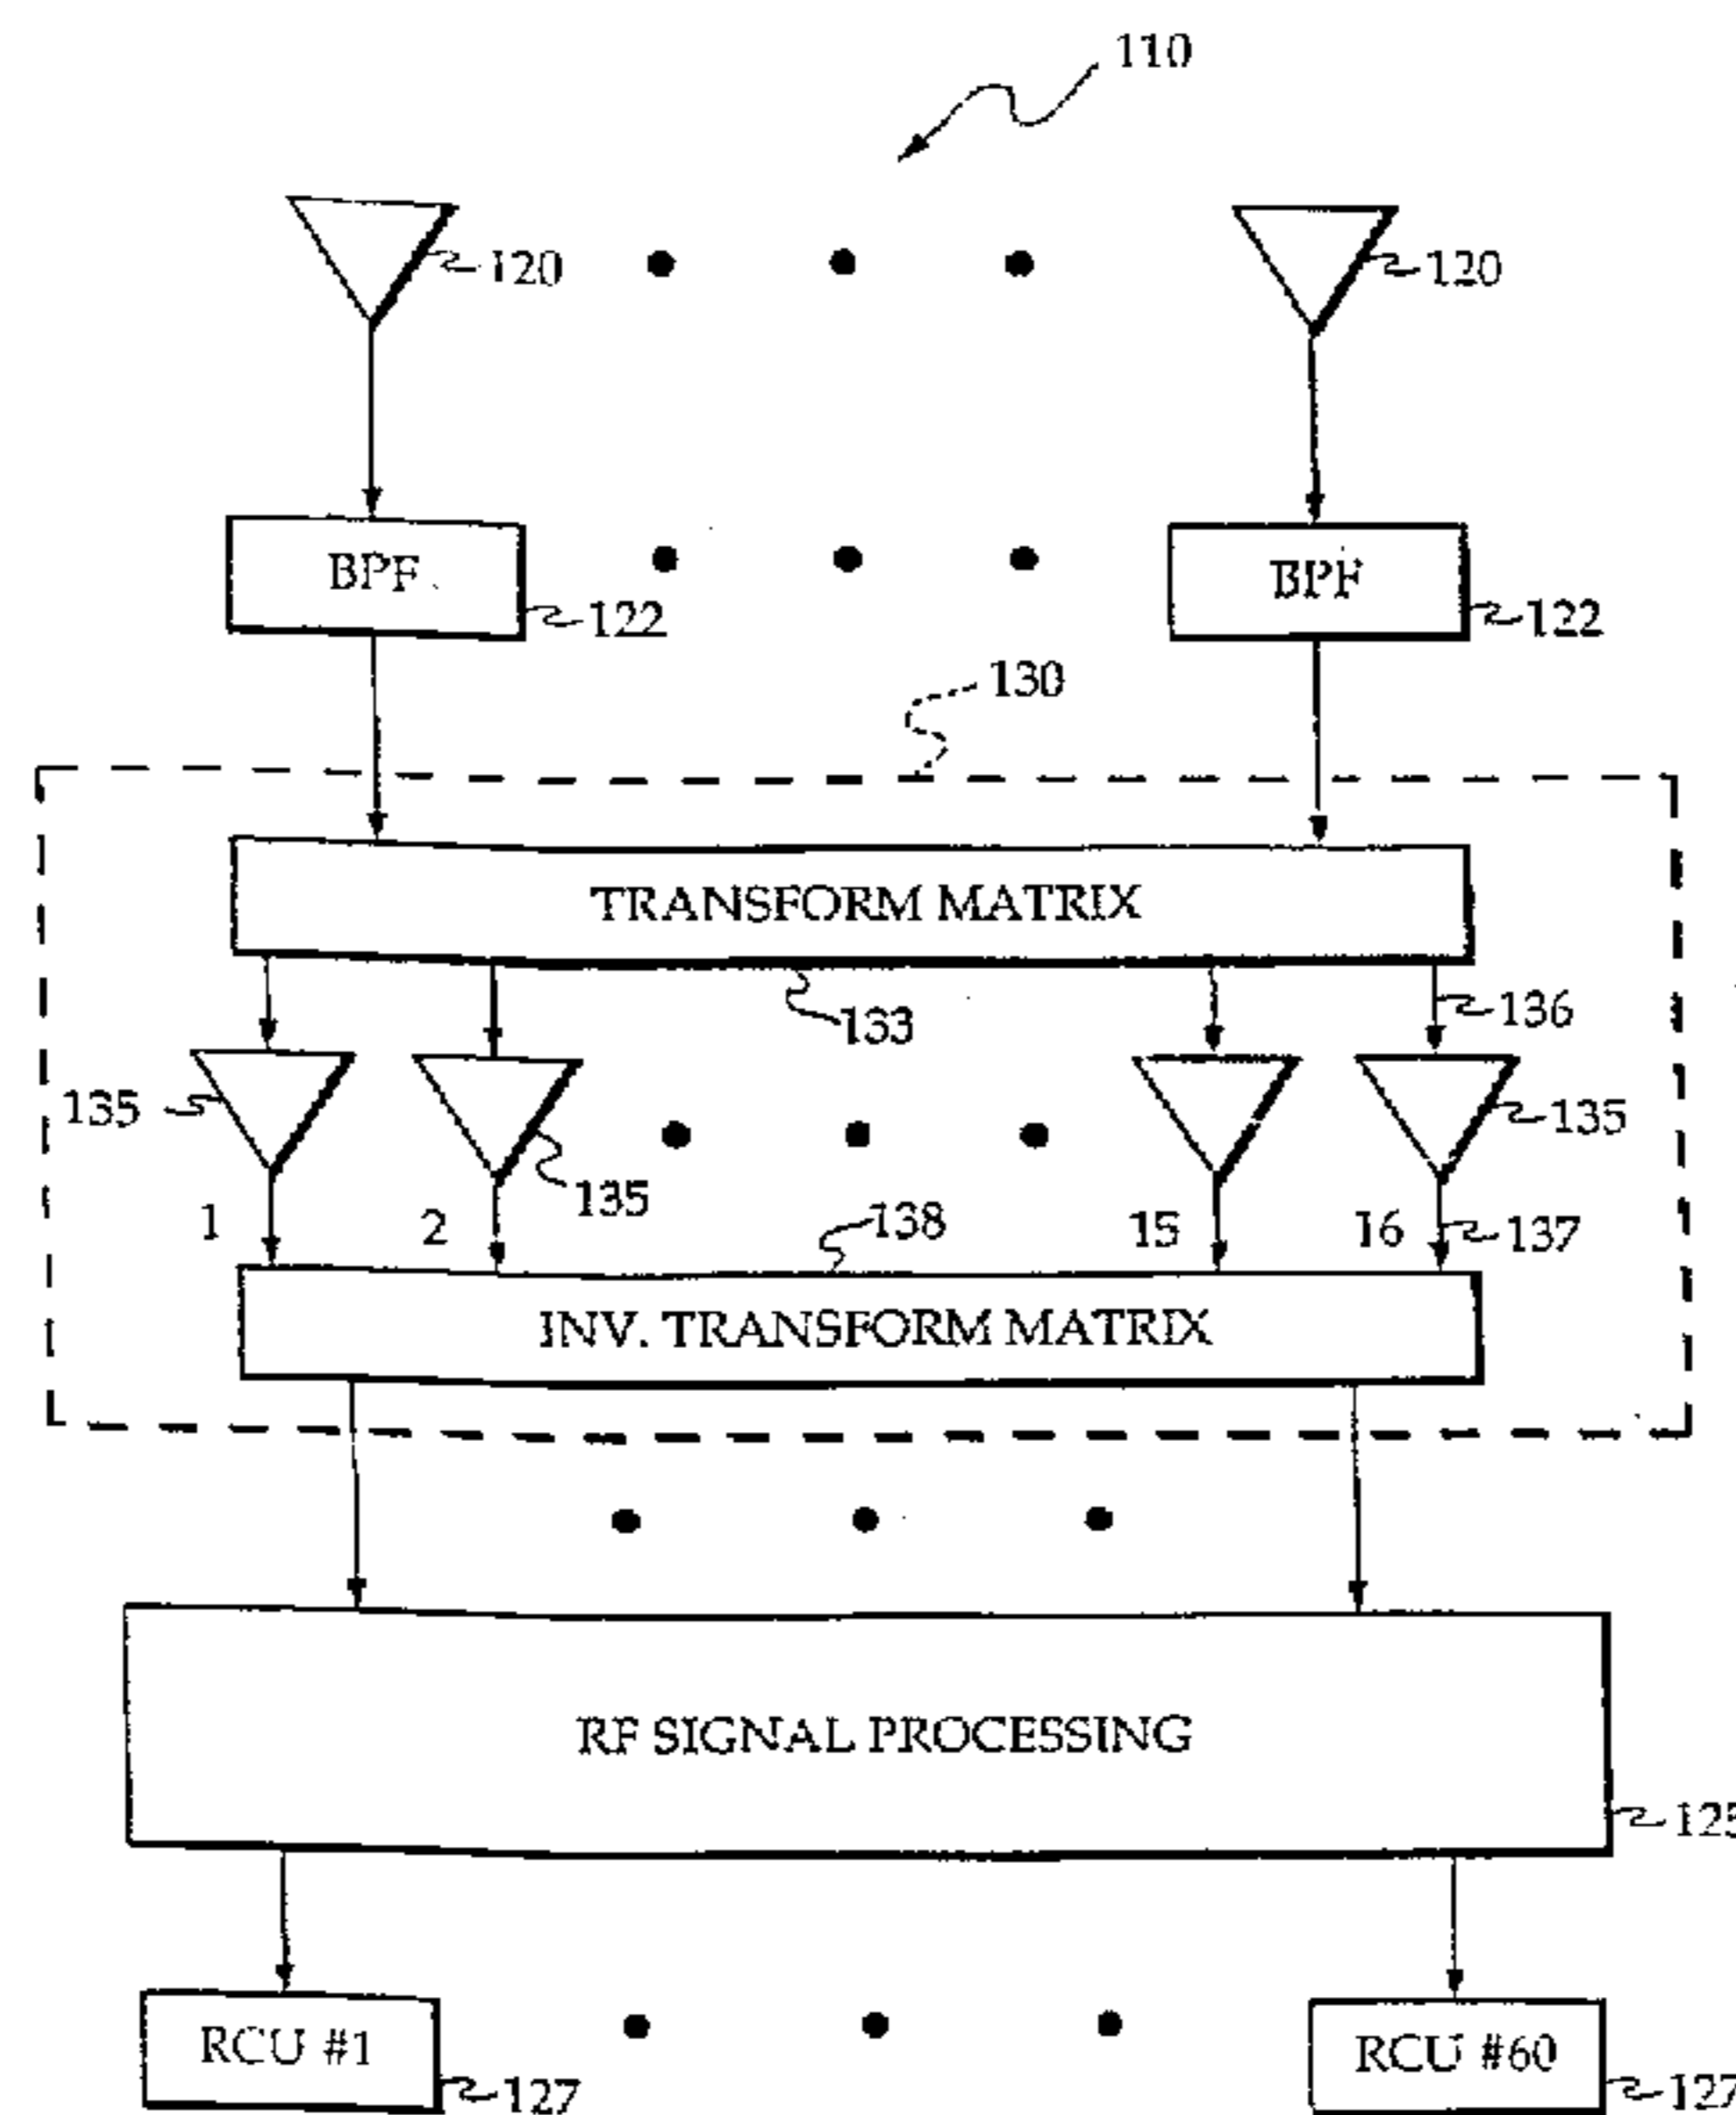 110
120
120
BPF
BPF
122
122
130
TRANSFORM MATRIX
133
136
135
135
135
1
2
138
15
16
137
INV. TRANSFORM MATRIX
RF SIGNAL PROCESSING
125
RCU #1
RCU #60
127
127